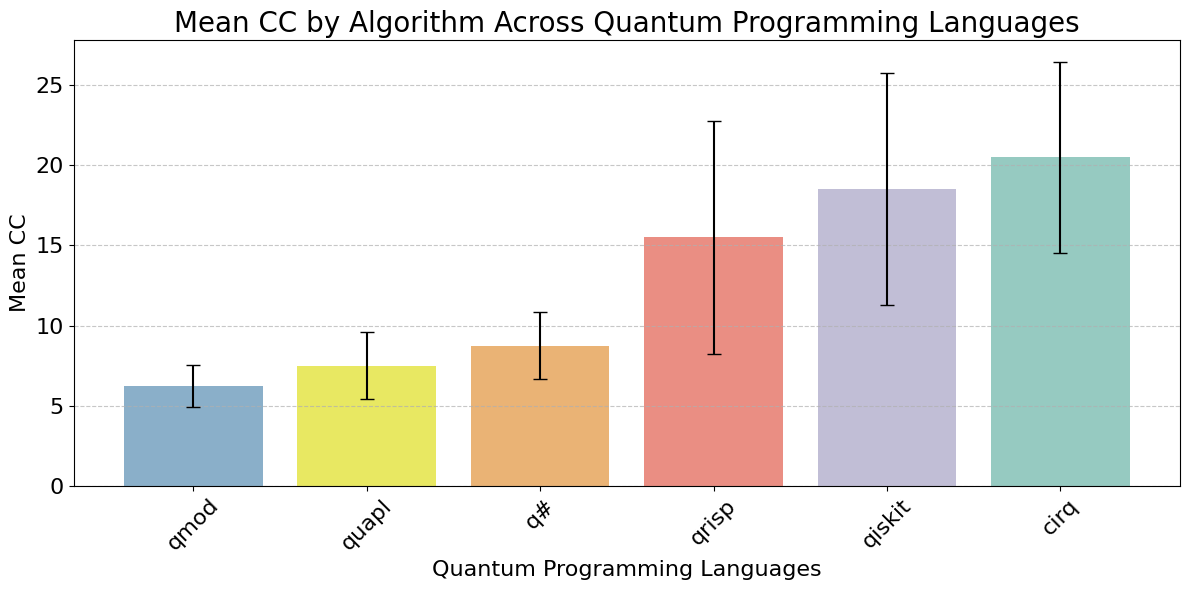 Mean CC by Algorithm Across Quantum Programming Languages
Mean CC
25
20
15
10
5
0
qmod
quapl
q#
qrisp
qiskit
cirq
Quantum Programming Languages